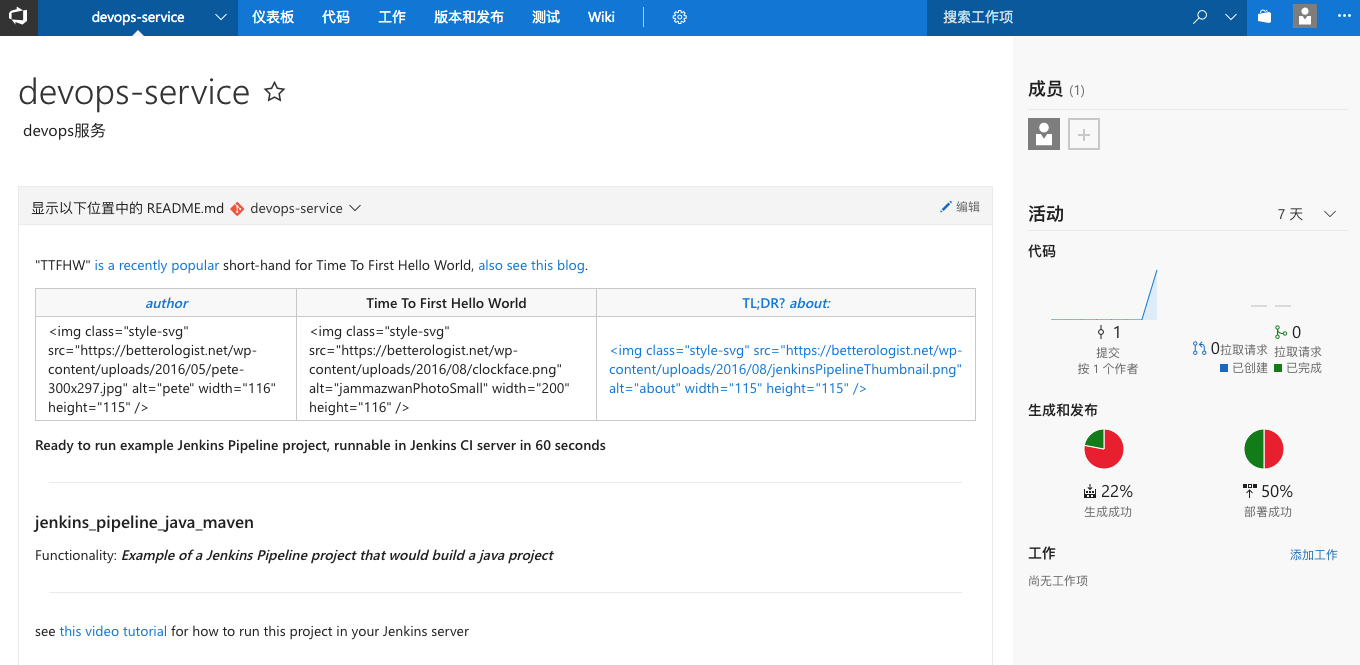 devops-service
仪表板 代码 工作 版本和发布 测试 Wiki
搜索工作项
devops-service
devops服务
显示以下位置中的 README.md devops-service
编辑
"TTFHW" is a recently popular short-hand for Time To First Hello World, also see this blog.
author
Time To First Hello World
TL;DR? about:
<img class="style-svg"
src="https://betterologist.net/wp-
content/uploads/2016/05/pete-
300x297.jpg" alt="pete" width="116"
height="115" />
<img class="style-svg"
src="https://betterologist.net/wp-
content/uploads/2016/08/clockface.png"
alt="jammazwanPhotoSmall" width="200"
height="116" />
<img class="style-svg" src="https://betterologist.net/wp-
content/uploads/2016/08/jenkinsPipelineThumbnail.png"
alt="about" width="115" height="115" />
Ready to run example Jenkins Pipeline project, runnable in Jenkins CI server in 60 seconds
jenkins_pipeline_java_maven
Functionality: Example of a Jenkins Pipeline project that would build a java project
see this video tutorial for how to run this project in your Jenkins server
成员 (1)
活动
7 天
代码
1
提交
按 1 个作者
0拉取请求
已创建
0
拉取请求
已完成
生成和发布
22%
生成成功
50%
部署成功
工作
添加工作
尚无工作项